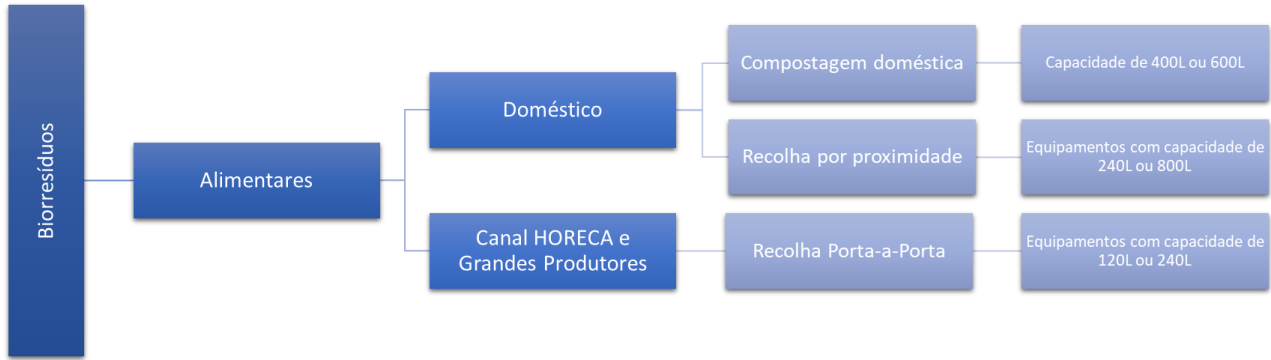 Biorresíduos
Alimentares
Doméstico
Compostagem doméstica
Capacidade de 400L ou 600L
Recolha por proximidade
Equipamentos com capacidade de
240L ou 800L
Canal HORECA e
Grandes Produtores
Recolha Porta-a-Porta
Equipamentos com capacidade de
120L ou 240L